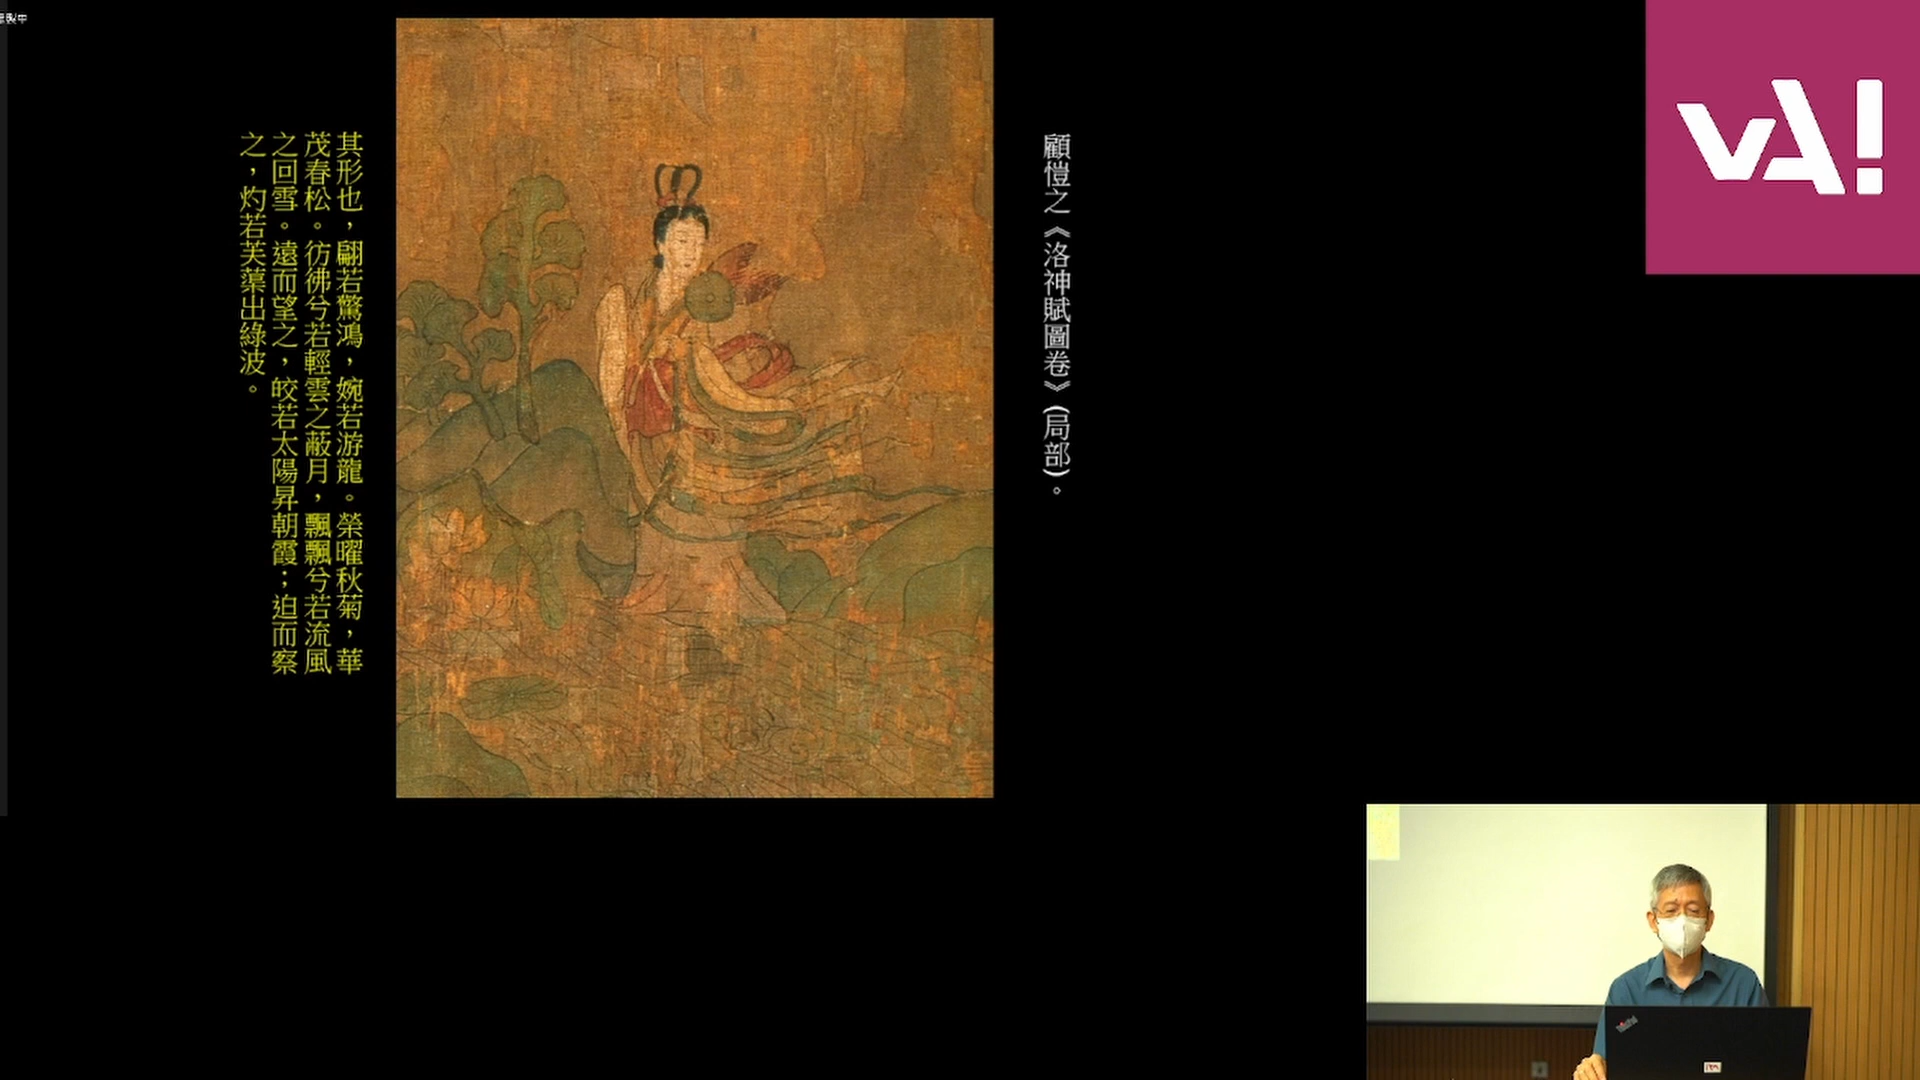 顧愷之《洛神賦圖卷》(局部)。
其形也，翩若驚鴻，婉若游龍。榮曜秋菊，華
茂春松。彷彿兮若輕雲之蔽月，飄飄兮若流風
之回雪。遠而望之，皎若太陽昇朝霞；迫而察
之，灼若芙蕖出綠波。
vA!